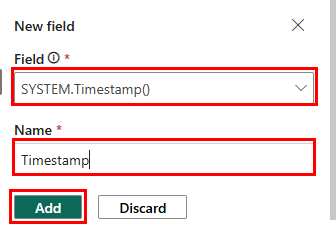 New field
Field *
SYSTEM.Timestamp()
Name *
Timestamp
Add
Discard